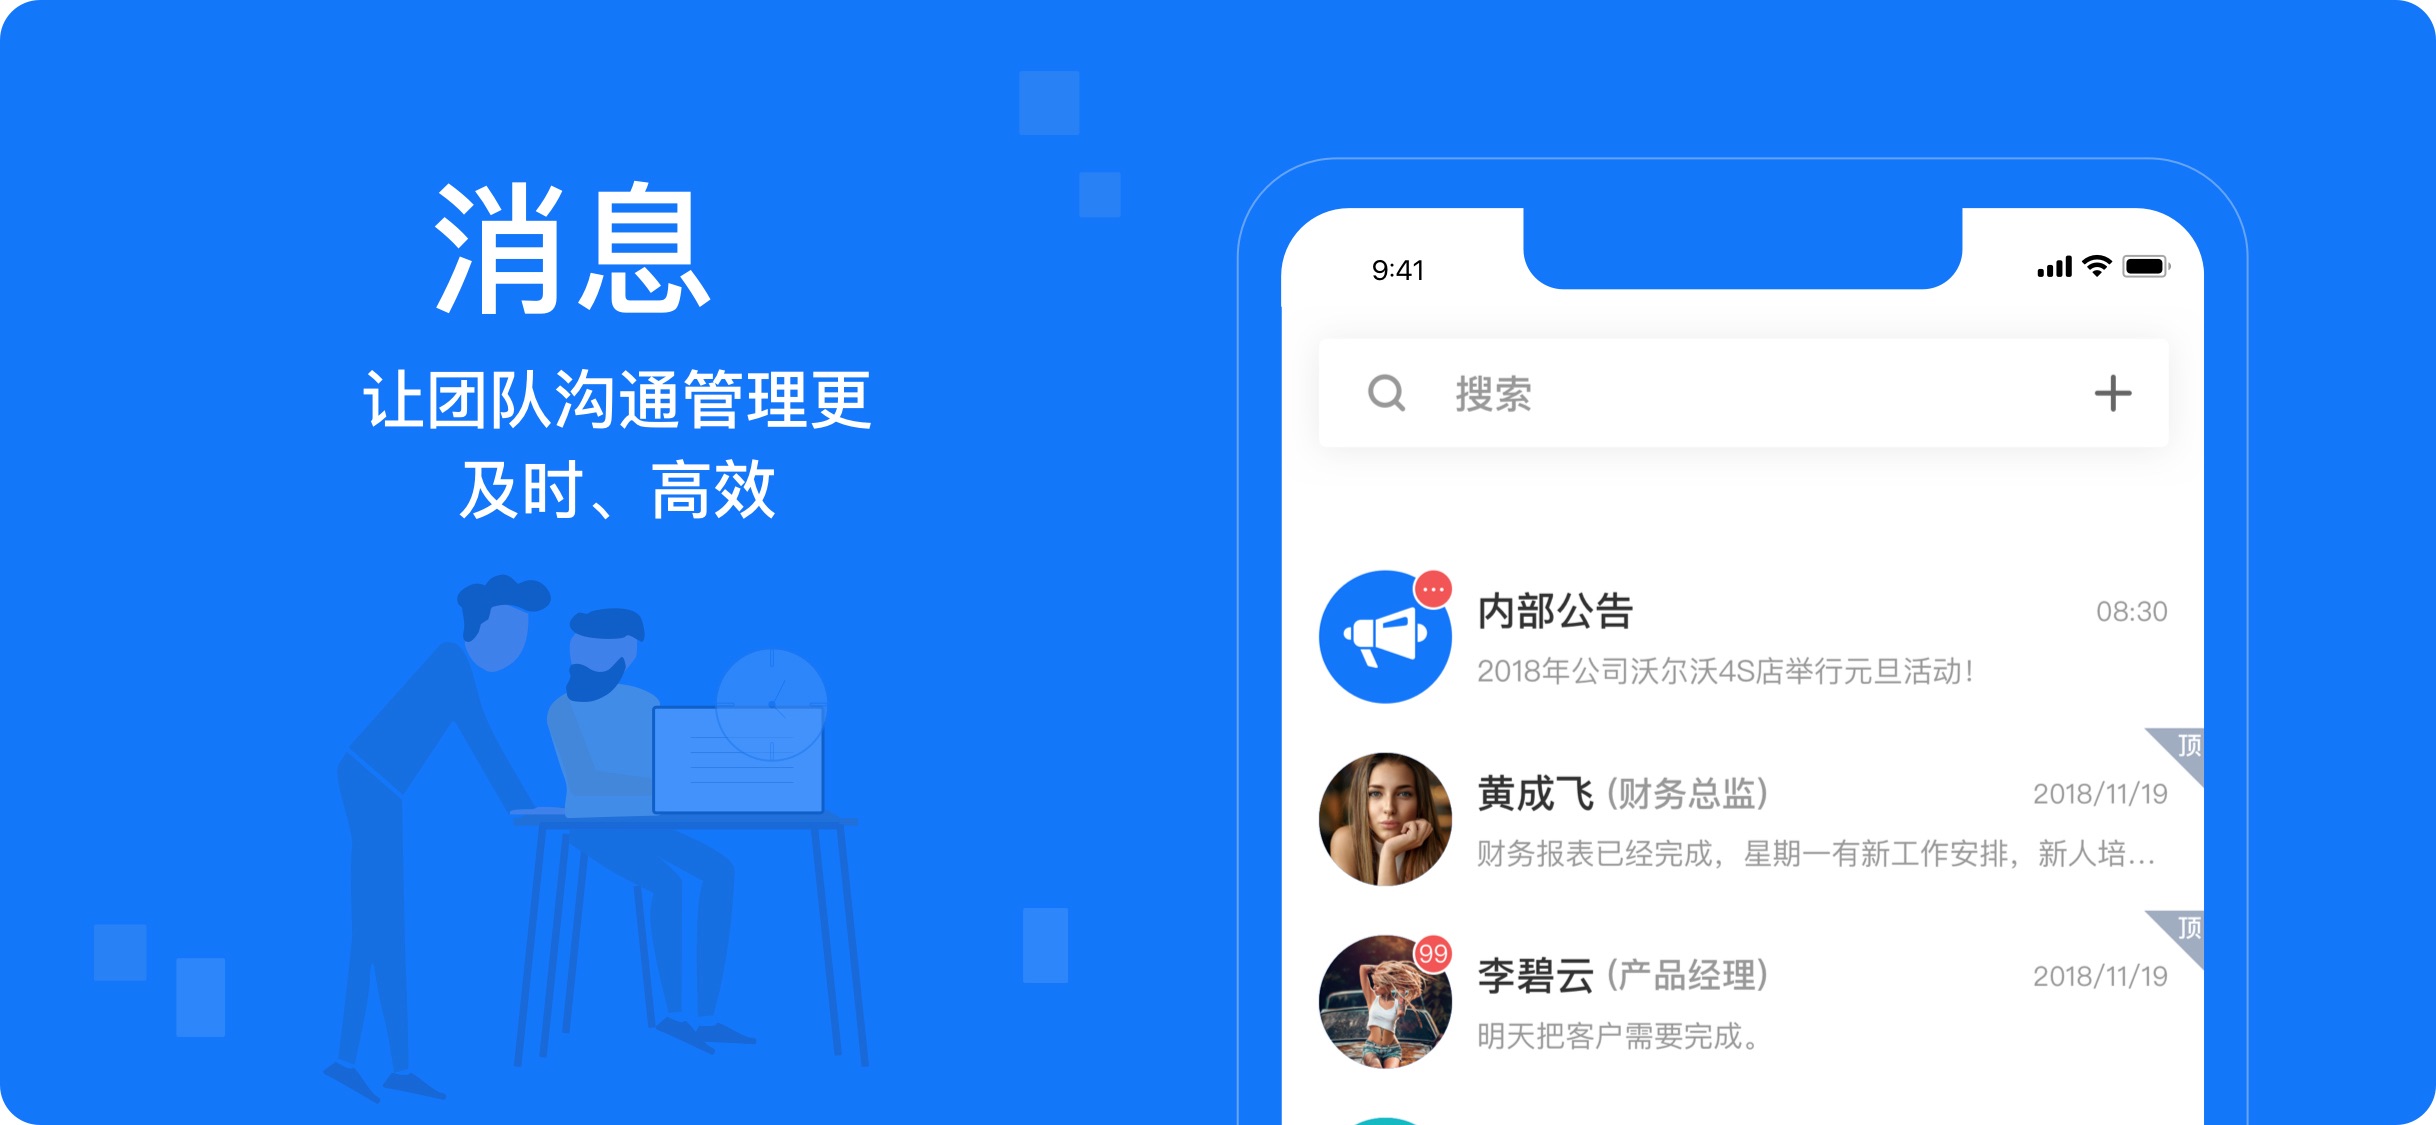 消息
让团队沟通管理更
及时、高效
9:41
搜索
内部公告
08:30
2018年公司沃尔沃4S店举行元旦活动！
顶
黄成飞 (财务总监)
2018/11/19
财务报表已经完成，星期一有新工作安排，新人培...
顶
99
李碧云 (产品经理)
2018/11/19
明天把客户需要完成。